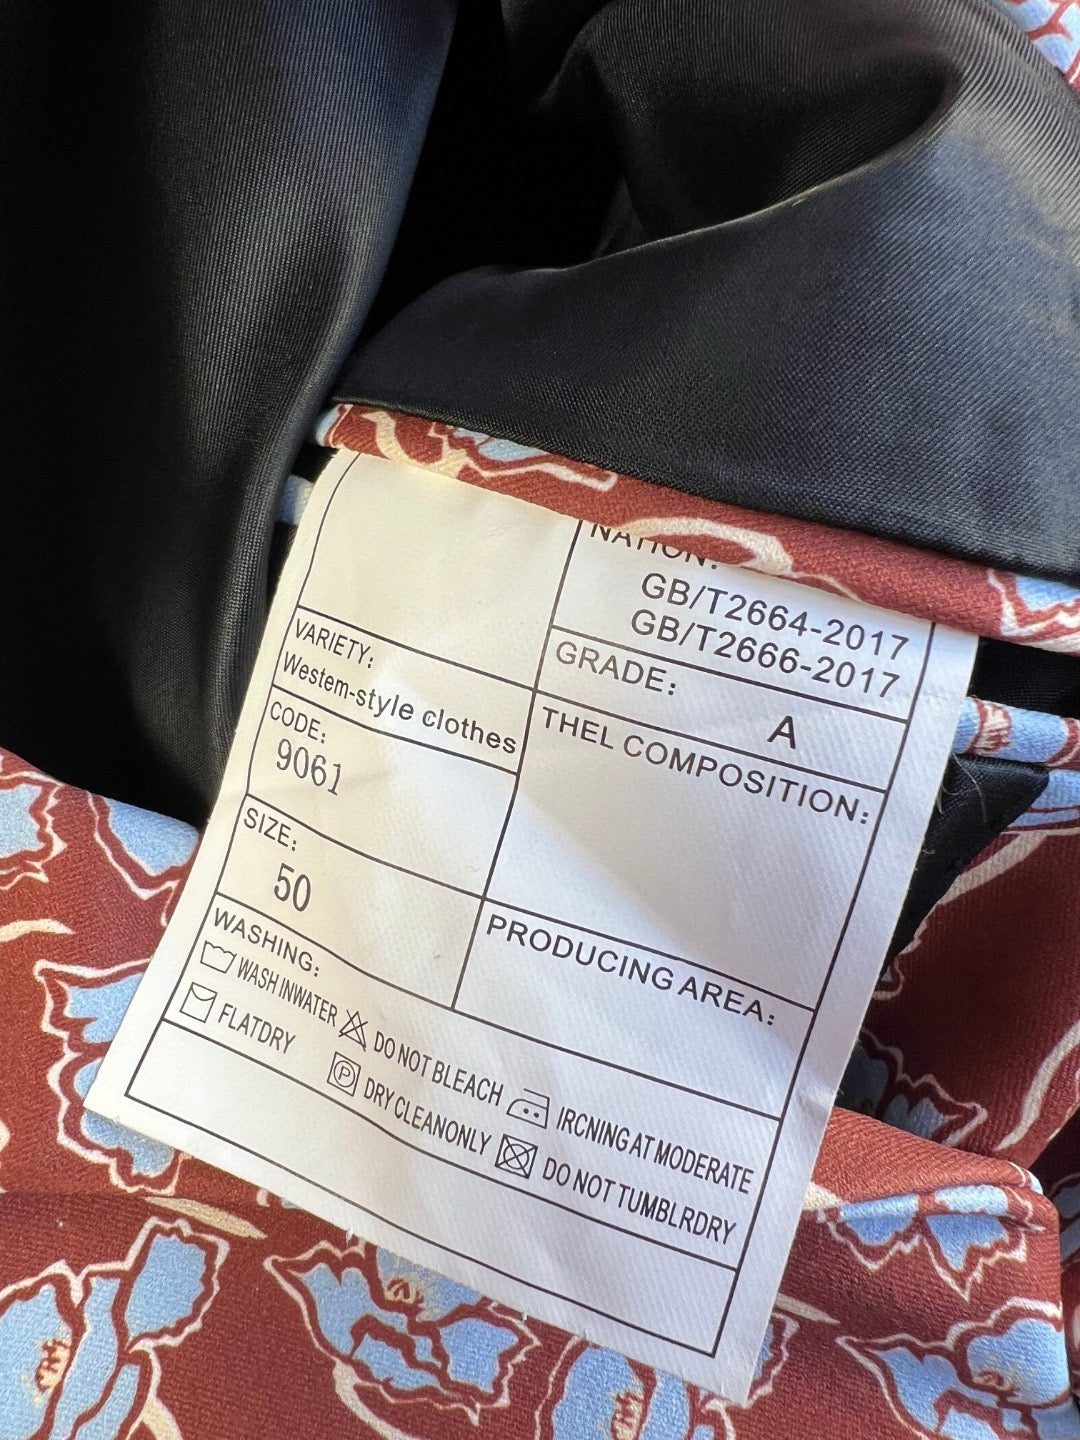 NATION:
GB/T2664-2017
GB/T2666-2017
GRADE:
A
THEL COMPOSITION:
PRODUCING AREA:
VARIETY:
Westem-style clothes
CODE:
9061
SIZE:
50
WASHING:
WASH INWATER DO NOT BLEACH IRCNING AT MODERATE
FLATDRY P DRY CLEANONLY DO NOT TUMBLRDRY